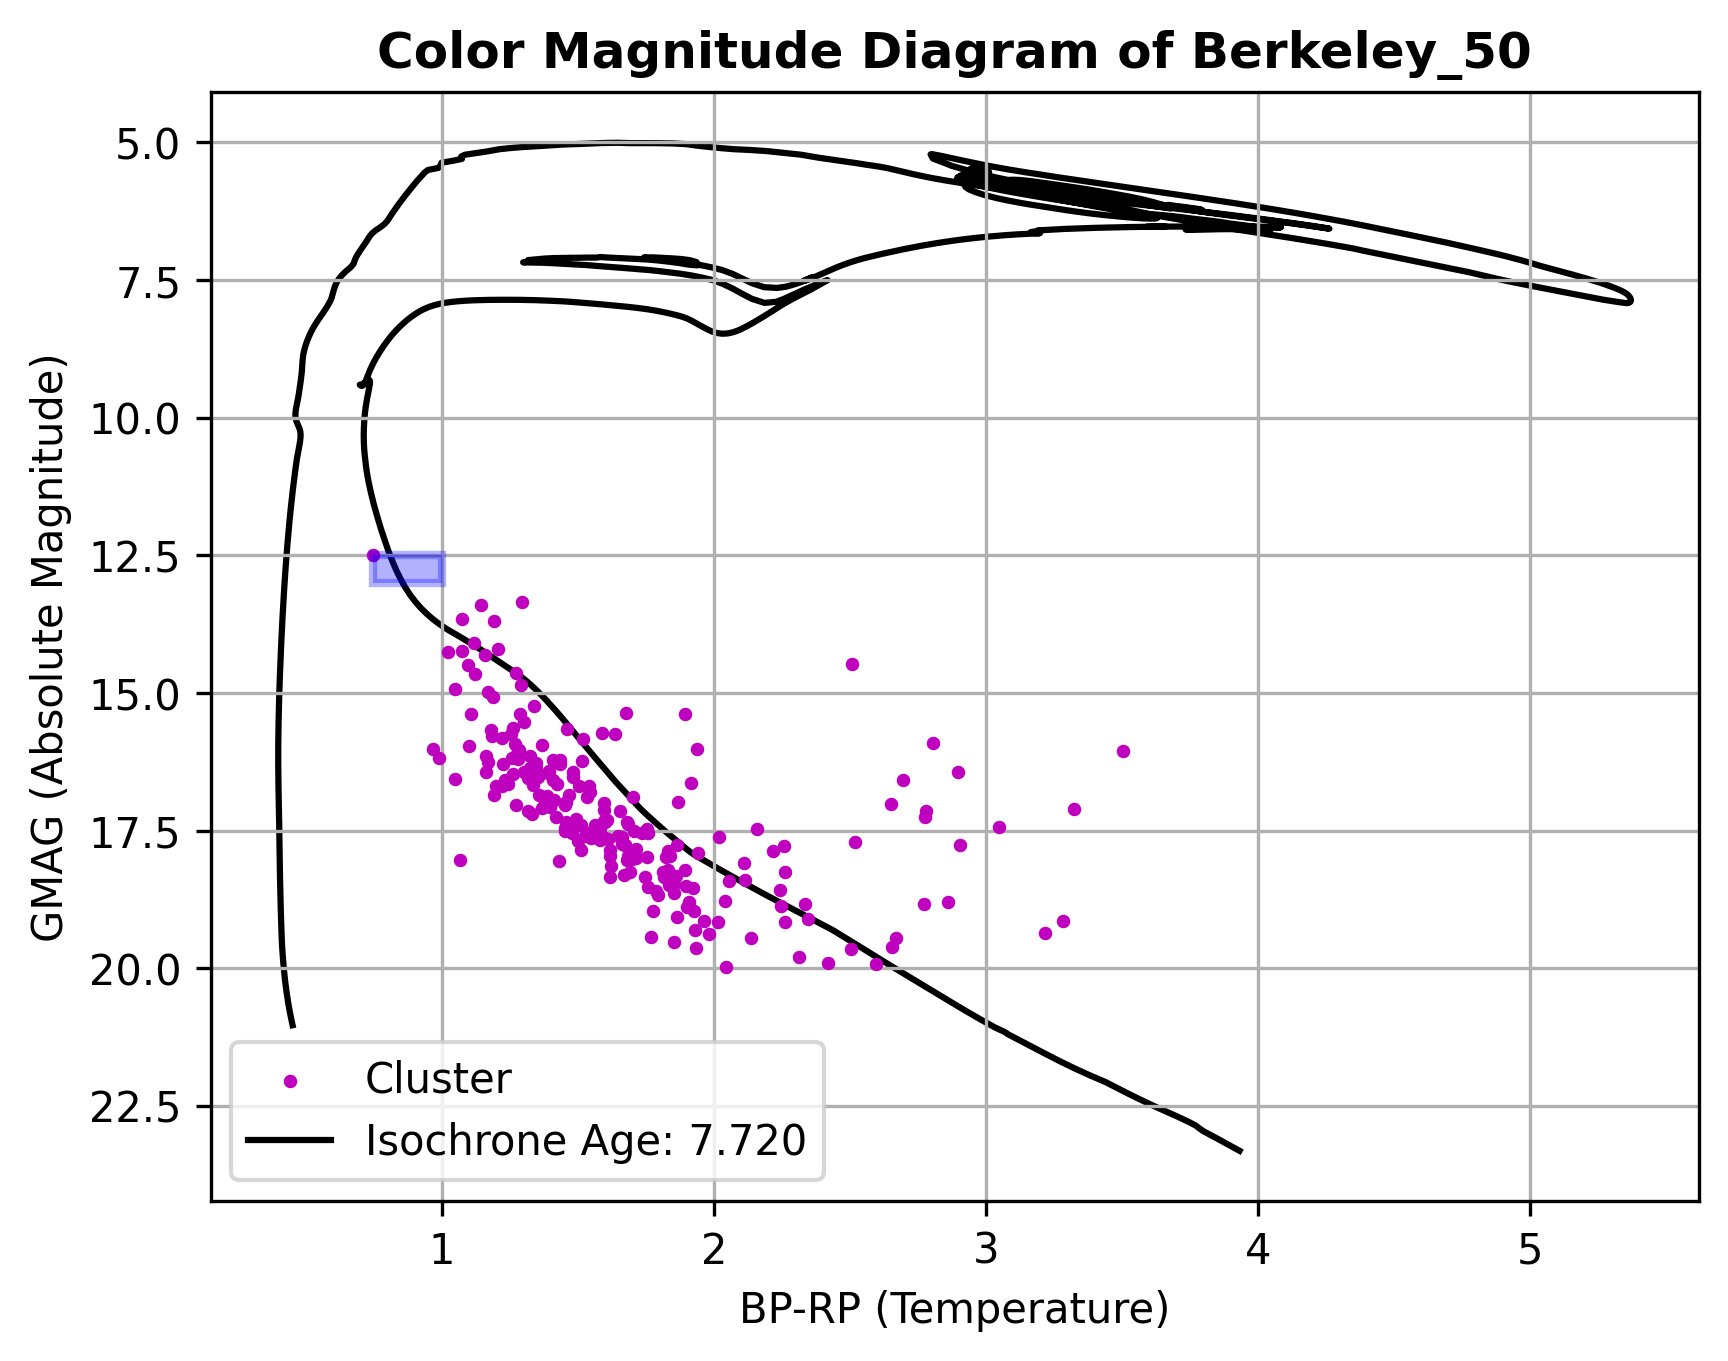 Color Magnitude Diagram of Berkeley_50
GMAG (Absolute Magnitude)
5.0
7.5
10.0
12.5
15.0
17.5
20.0
22.5
Cluster
Isochrone Age: 7.720
1 2 3 4 5
BP-RP (Temperature)